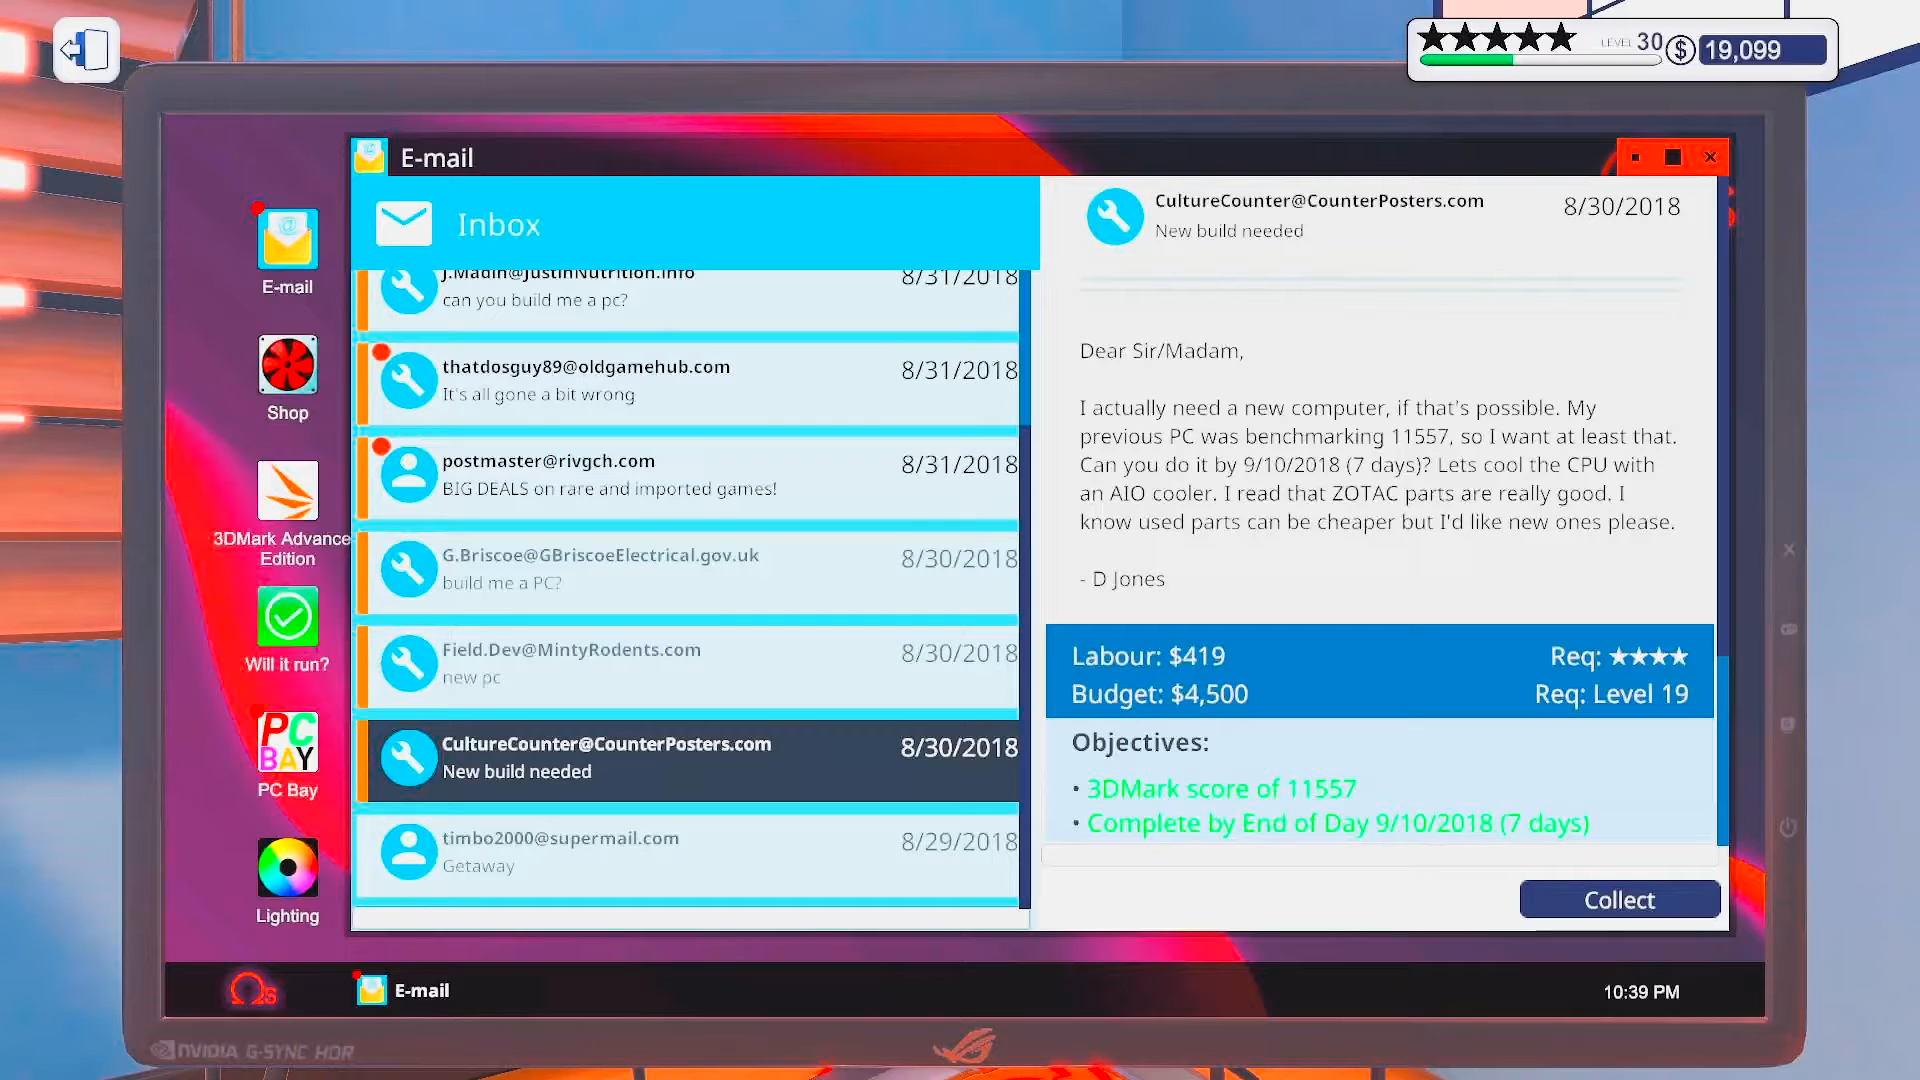 LEVEL 30
$ 19,099
E-mail
Inbox
J.Madin@JustinNutrition.info
8/31/2018
can you build me a pc?
thatdosguy89@oldgamehub.com
8/31/2018
It's all gone a bit wrong
postmaster@rivgch.com
8/31/2018
BIG DEALS on rare and imported games!
G.Briscoe@GBriscoeElectrical.gov.uk
8/30/2018
build me a PC?
Field.Dev@MintyRodents.com
8/30/2018
new pc
CultureCounter@CounterPosters.com
8/30/2018
New build needed
timbo2000@supermail.com
8/29/2018
Getaway
CultureCounter@CounterPosters.com
8/30/2018
New build needed
Dear Sir/Madam,
I actually need a new computer, if that's possible. My
previous PC was benchmarking 11557, so I want at least that.
Can you do it by 9/10/2018 (7 days)? Lets cool the CPU with
an AIO cooler. I read that ZOTAC parts are really good. I
know used parts can be cheaper but I'd like new ones please.
- D Jones
Labour: $419
Req: ★★★★
Budget: $4,500
Req: Level 19
Objectives:
• 3DMark score of 11557
• Complete by End of Day 9/10/2018 (7 days)
Collect
E-mail
Shop
3DMark Advance
Edition
Will it run?
PC
BAY
PC Bay
Lighting
Ωs
E-mail
10:39 PM
NVIDIA G-SYNC HDR